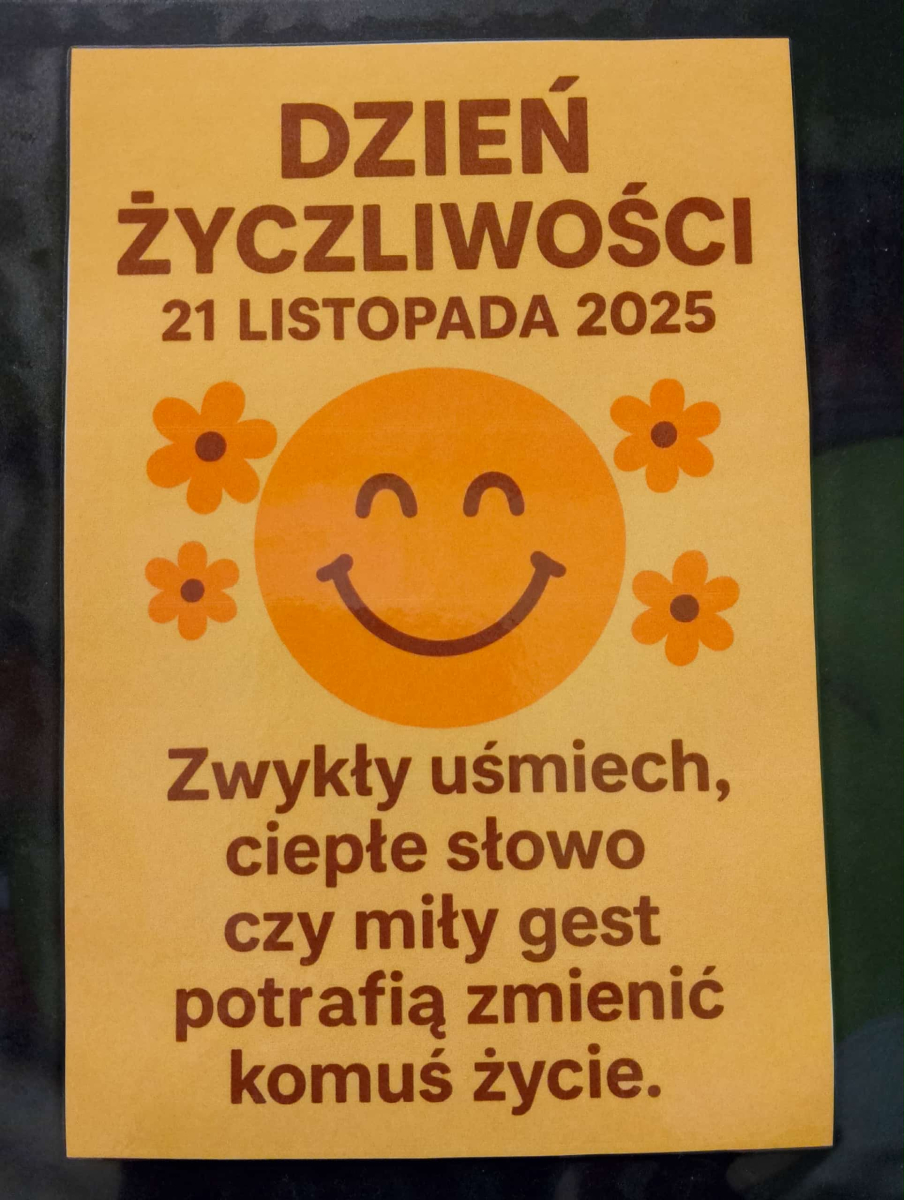 DZIEŃ
ŻYCZLIWOŚCI
21 LISTOPADA 2025
Zwykły uśmiech,
ciepłe słowo
czy miły gest
potrafią zmienić
komuś życie.